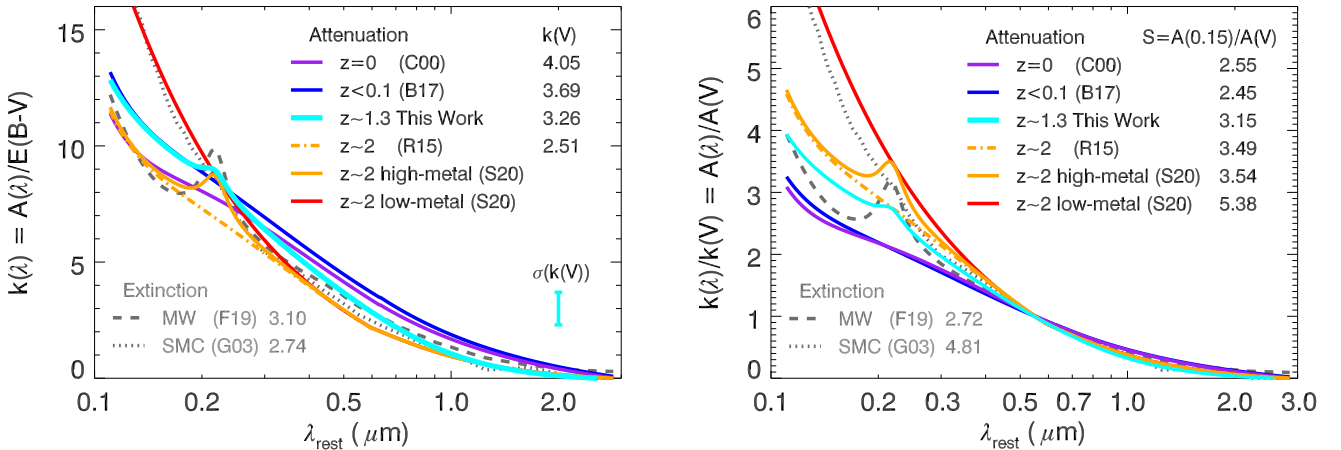 Attenuation k(V)
z=0 (C00) 4.05
z<0.1 (B17) 3.69
z~1.3 This Work 3.26
z~2 (R15) 2.51
z~2 high-metal (S20)
z~2 low-metal (S20)
σ(k(V))
Extinction
MW (F19) 3.10
SMC (G03) 2.74
k(λ) = A(λ)/E(B-V)
15
10
5
0
0.1 0.2 0.5 1.0 2.0
λrest ( μm)
Attenuation S=A(0.15)/A(V)
z=0 (C00) 2.55
z<0.1 (B17) 2.45
z~1.3 This Work 3.15
z~2 (R15) 3.49
z~2 high-metal (S20) 3.54
z~2 low-metal (S20) 5.38
Extinction
MW (F19) 2.72
SMC (G03) 4.81
k(λ)/k(V) = A(λ)/A(V)
6
5
4
3
2
1
0
0.1 0.2 0.3 0.5 0.7 1.0 2.0 3.0
λrest ( μm)